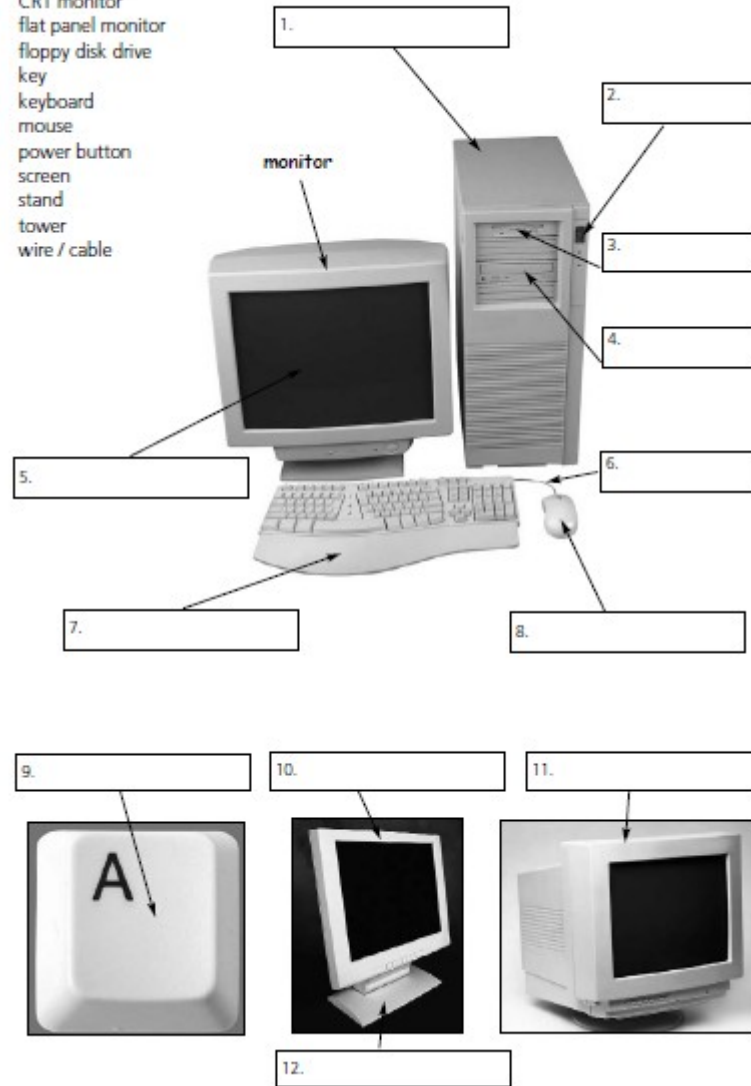 CRT monitor
flat panel monitor
floppy disk drive
key
keyboard
mouse
power button
screen
stand
tower
wire / cable
1.
2.
monitor
3.
4.
5.
6.
7.
8.
9.
10.
11.
A
12.